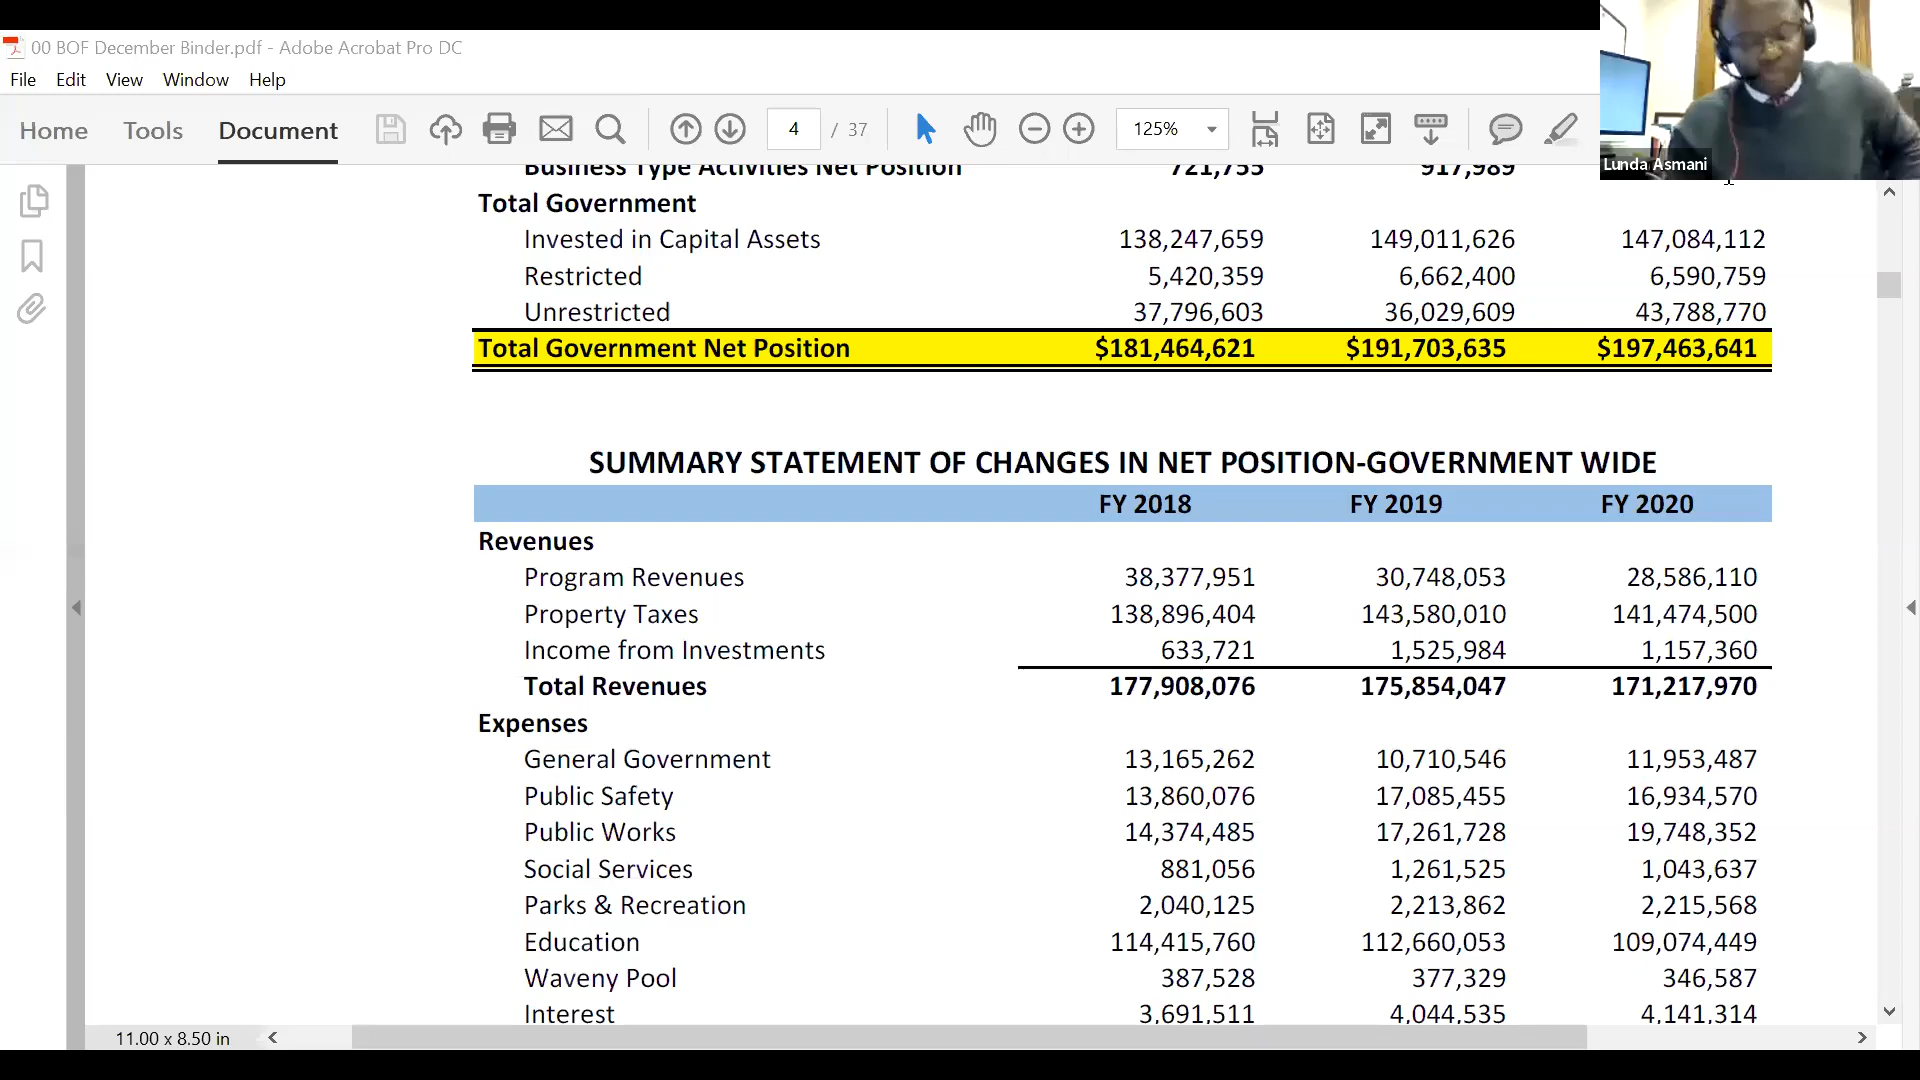 00 BOF December Binder.pdf - Adobe Acrobat Pro DC
File Edit View Window Help
Home Tools Document 4 / 37 125%
Lunda Asmani
Business Type Activities Net Position 721,755 917,989
Total Government
Invested in Capital Assets 138,247,659 149,011,626 147,084,112
Restricted 5,420,359 6,662,400 6,590,759
Unrestricted 37,796,603 36,029,609 43,788,770
Total Government Net Position $181,464,621 $191,703,635 $197,463,641
SUMMARY STATEMENT OF CHANGES IN NET POSITION-GOVERNMENT WIDE
FY 2018 FY 2019 FY 2020
Revenues
Program Revenues 38,377,951 30,748,053 28,586,110
Property Taxes 138,896,404 143,580,010 141,474,500
Income from Investments 633,721 1,525,984 1,157,360
Total Revenues 177,908,076 175,854,047 171,217,970
Expenses
General Government 13,165,262 10,710,546 11,953,487
Public Safety 13,860,076 17,085,455 16,934,570
Public Works 14,374,485 17,261,728 19,748,352
Social Services 881,056 1,261,525 1,043,637
Parks & Recreation 2,040,125 2,213,862 2,215,568
Education 114,415,760 112,660,053 109,074,449
Waveny Pool 387,528 377,329 346,587
Interest 3,691,511 4,044,535 4,141,314
11.00 x 8.50 in